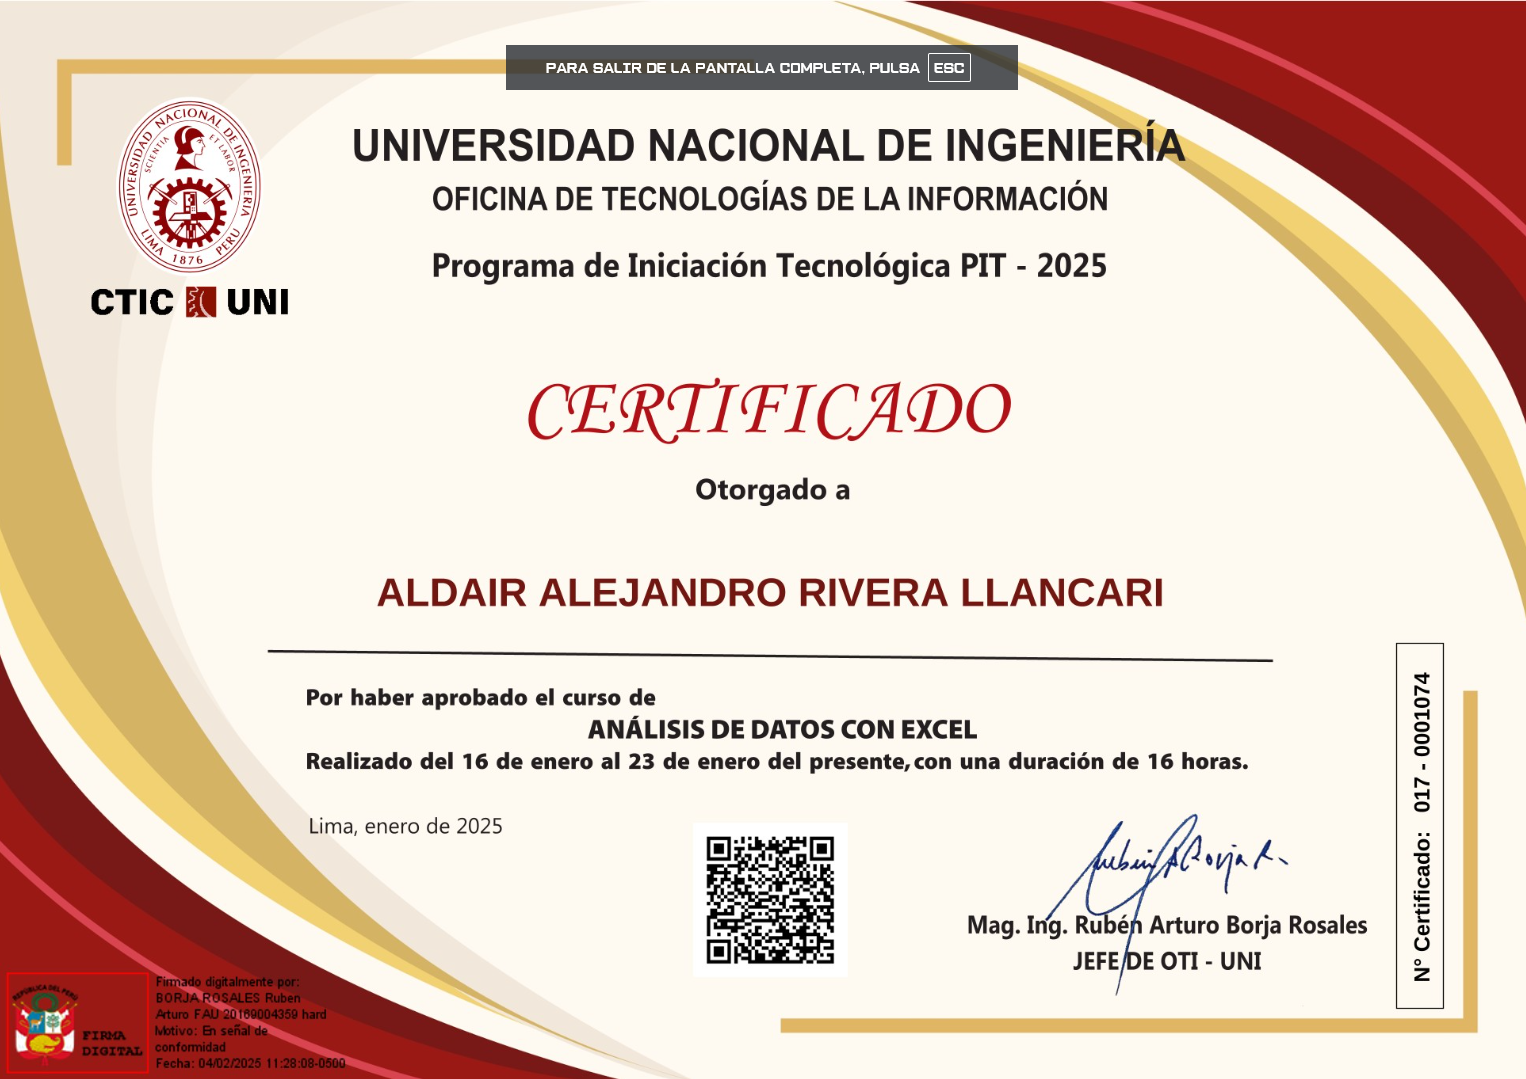 PARA SALIR DE LA PANTALLA COMPLETA, PULSA ESC
UNIVERSIDAD NACIONAL DE INGENIERIA
SCIENTIA ET LABOR
LIMA 1876 PERU
CTIC UNI
UNIVERSIDAD NACIONAL DE INGENIERÍA
OFICINA DE TECNOLOGÍAS DE LA INFORMACIÓN
Programa de Iniciación Tecnológica PIT - 2025
CERTIFICADO
Otorgado a
ALDAIR ALEJANDRO RIVERA LLANCARI
Por haber aprobado el curso de
ANÁLISIS DE DATOS CON EXCEL
Realizado del 16 de enero al 23 de enero del presente, con una duración de 16 horas.
Lima, enero de 2025
Rubén A Borja R.
Mag. Ing. Rubén Arturo Borja Rosales
JEFE DE OTI - UNI
N° Certificado: 017 - 0001074
REPÚBLICA DEL PERÚ
FIRMA
DIGITAL
Firmado digitalmente por:
BORJA ROSALES Ruben
Arturo FAU 20169004359 hard
Motivo: En señal de
conformidad
Fecha: 04/02/2025 11:28:08-0500